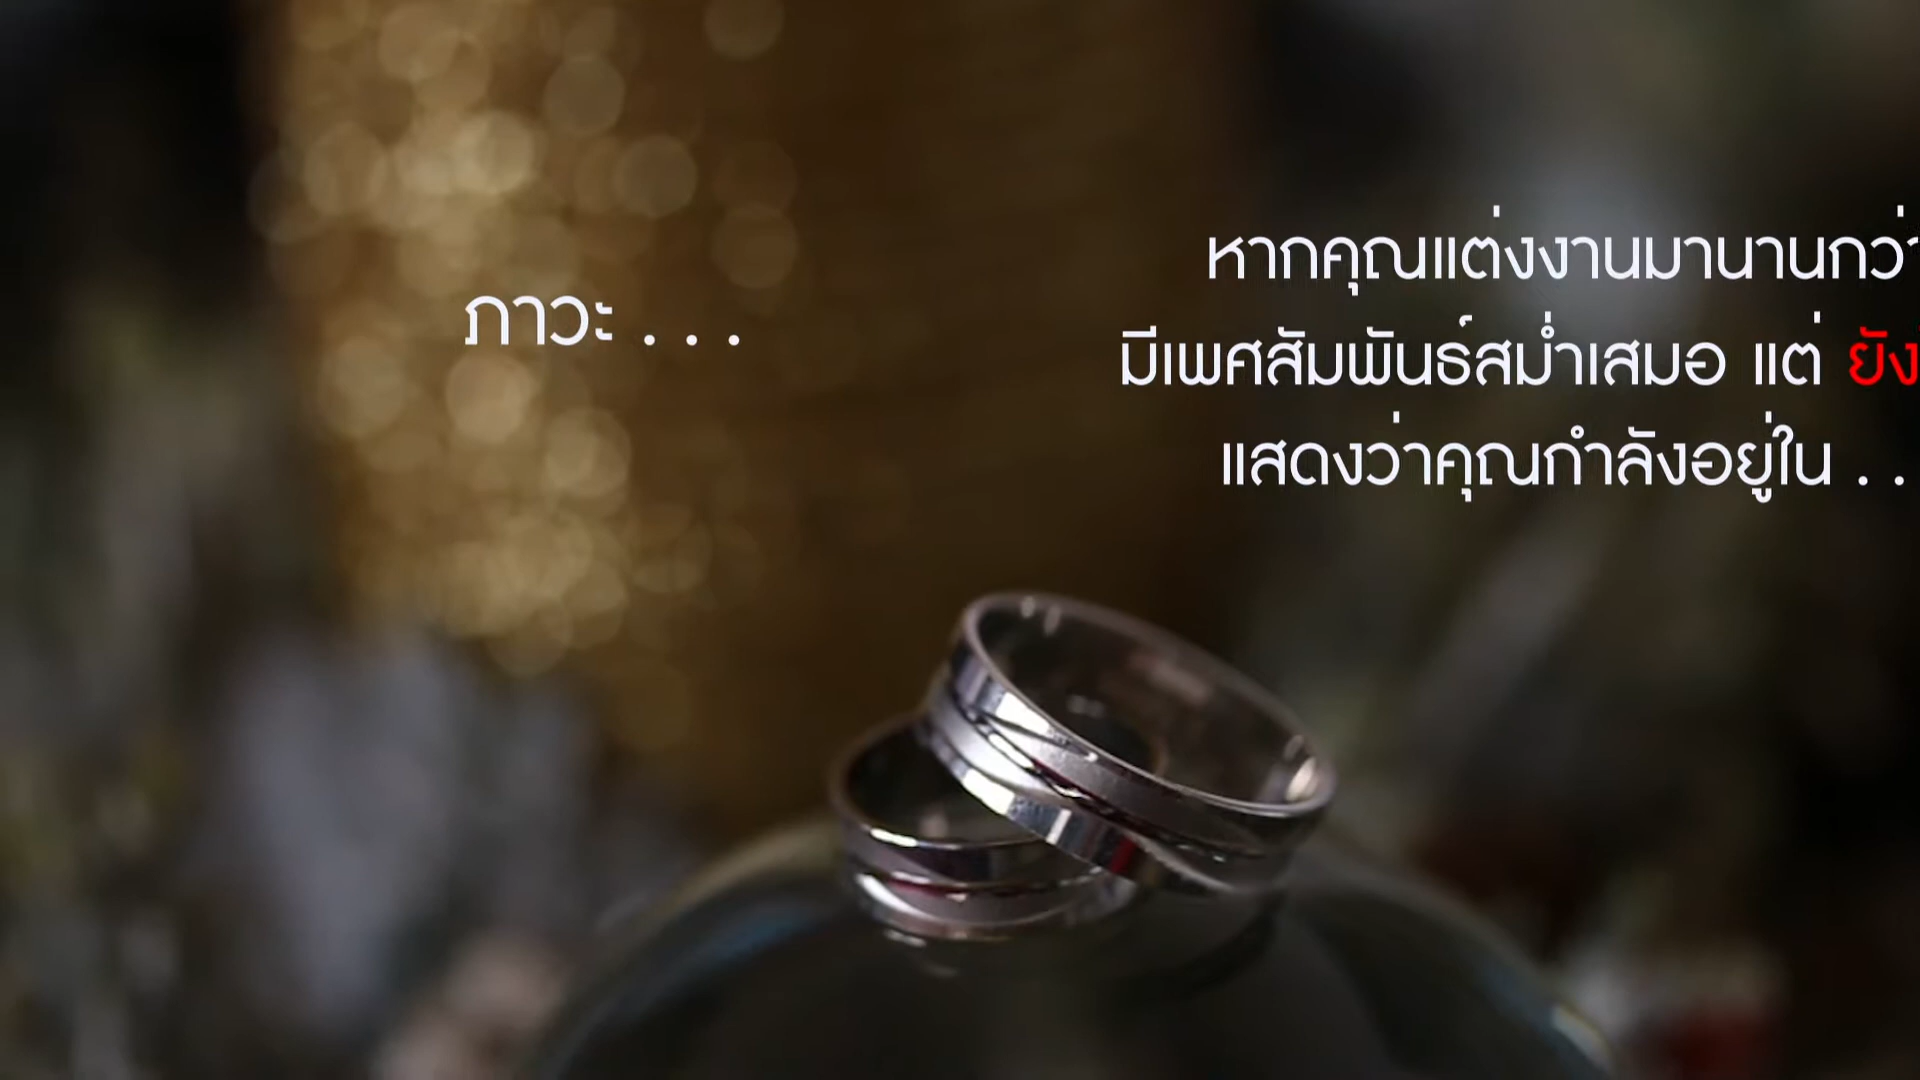 ภาวะ . . .
หากคุณแต่งงานมานานกว่า
มีเพศสัมพันธ์สม่ำเสมอ แต่ ยัง
แสดงว่าคุณกำลังอยู่ใน . .